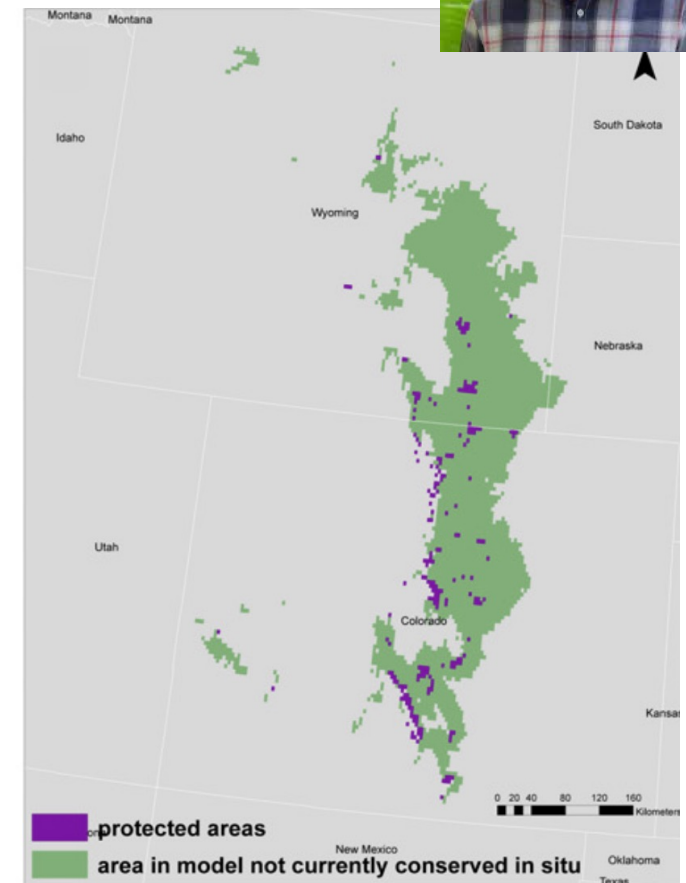 Montana
Montana
Idaho
South Dakota
Wyoming
Nebraska
Utah
Colorado
Kansas
0 20 40 80 120 160
Kilometers
protected areas
New Mexico
area in model not currently conserved in situ
Oklahoma
Texas